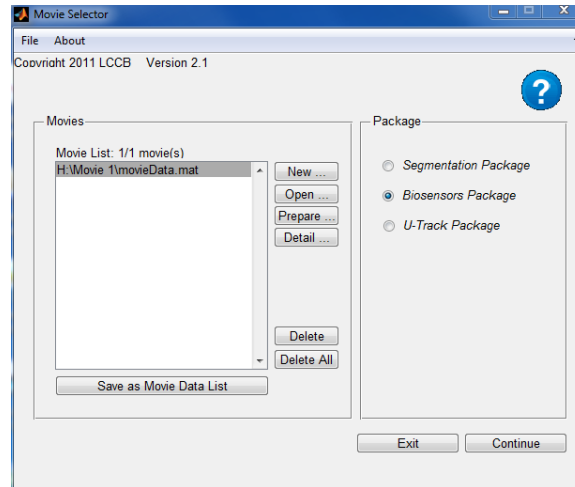 Movie Selector
File About
Copyright 2011 LCCB Version 2.1
?
Movies
Movie List: 1/1 movie(s)
H:\Movie 1\movieData.mat
New ...
Open ...
Prepare ...
Detail ...
Delete
Delete All
Save as Movie Data List
Package
Segmentation Package
Biosensors Package
U-Track Package
Exit
Continue